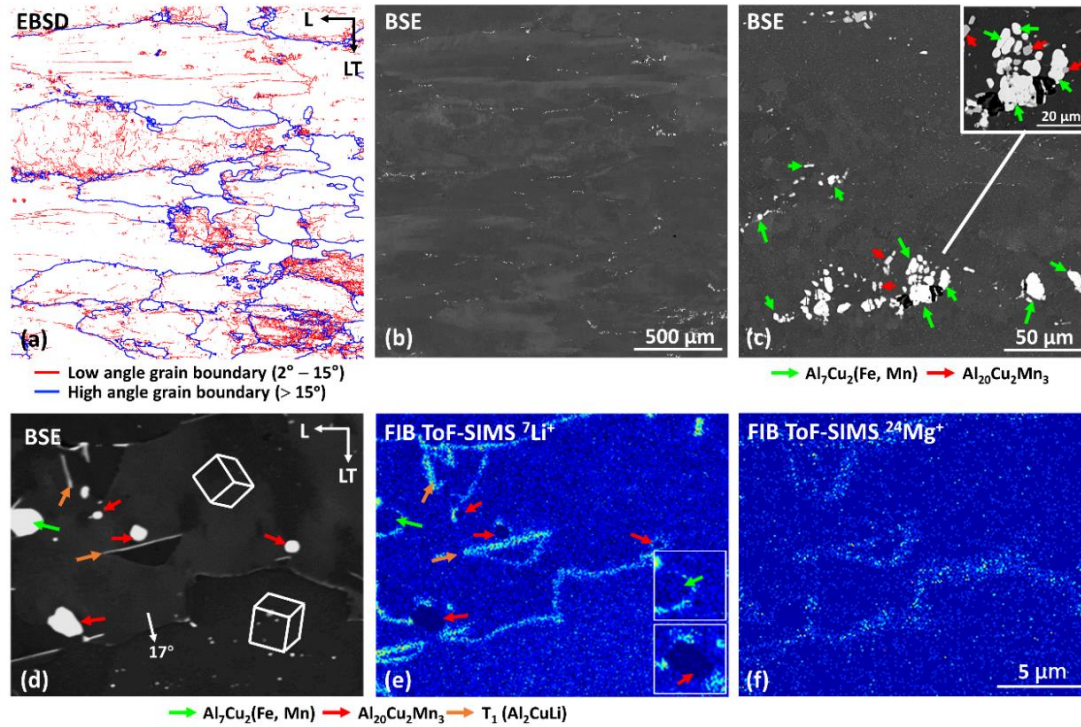 EBSD
L
LT
(a)
Low angle grain boundary (2° – 15°)
High angle grain boundary (> 15°)
BSE
(b)
500 μm
BSE
20 μm
(c)
50 μm
Al₇Cu₂(Fe, Mn)
Al₂₀Cu₂Mn₃
BSE
L
LT
17°
(d)
FIB ToF-SIMS ⁷Li⁺
(e)
FIB ToF-SIMS ²⁴Mg⁺
(f)
5 μm
Al₇Cu₂(Fe, Mn)
Al₂₀Cu₂Mn₃
T₁ (Al₂CuLi)